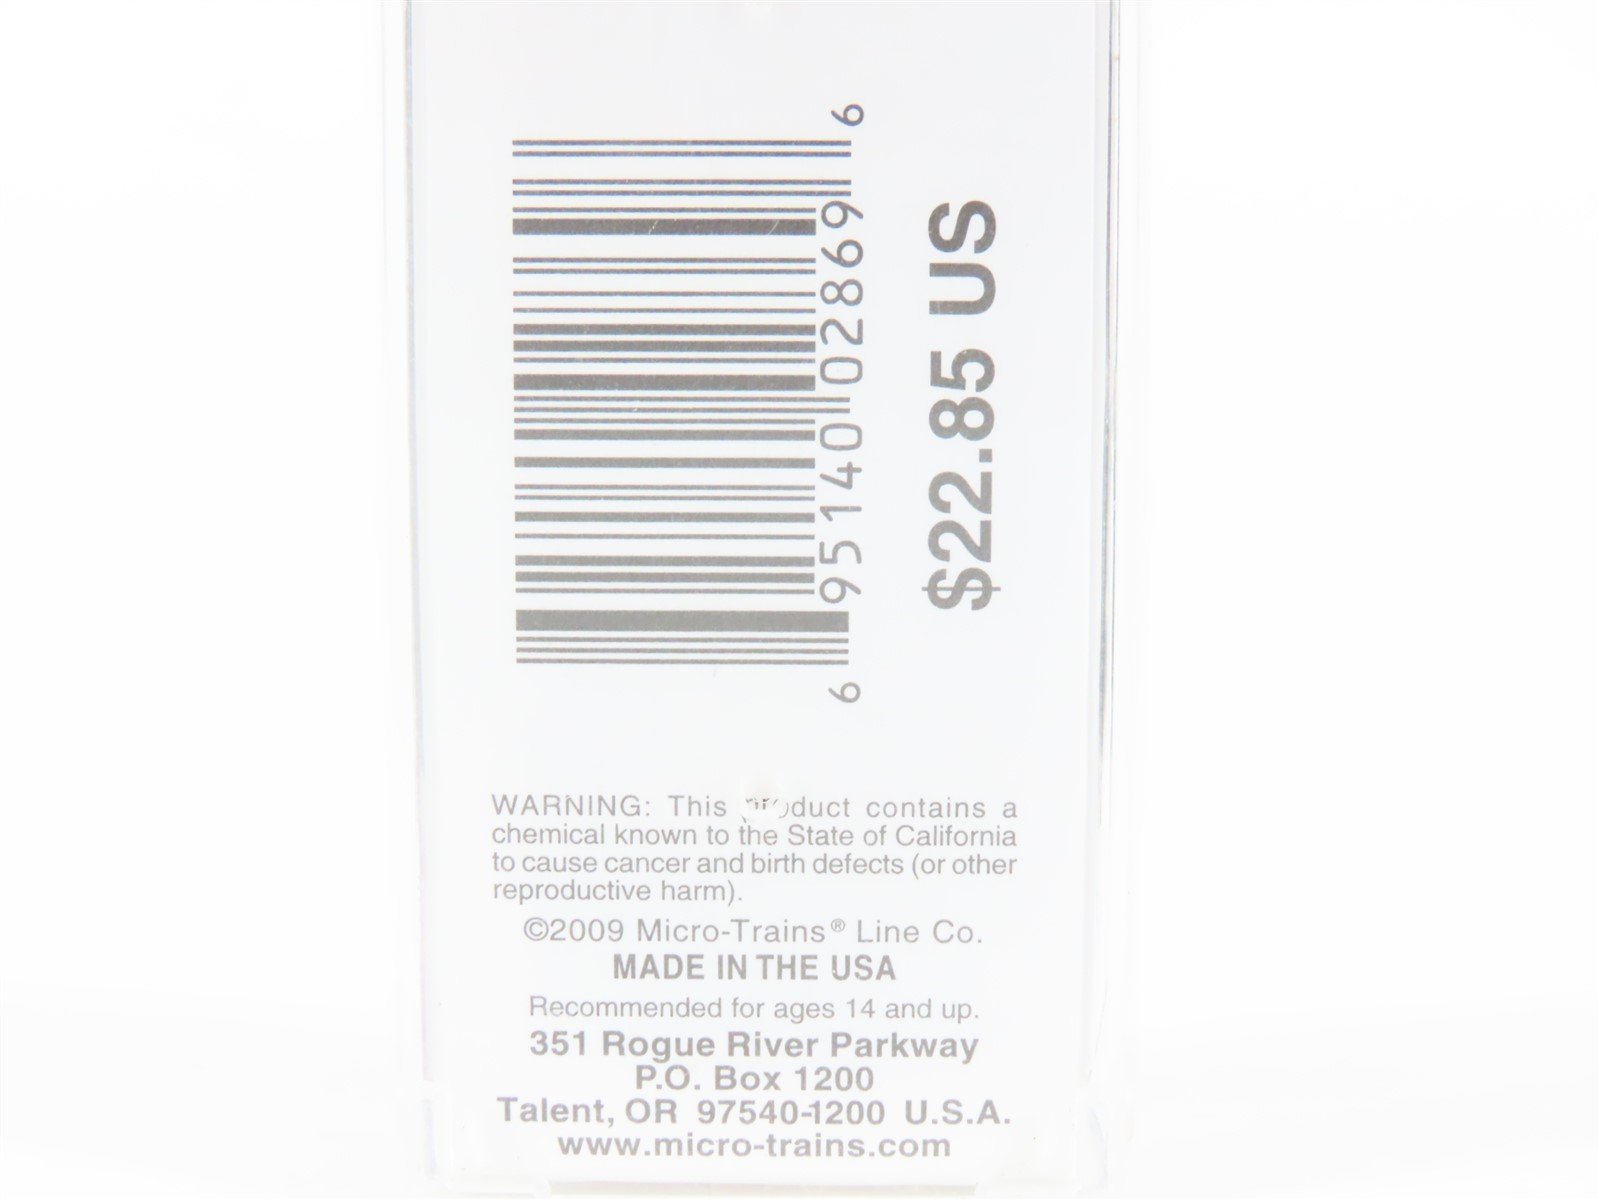 6 95140 02869 6
$22.85 US
WARNING: This product contains a
chemical known to the State of California
to cause cancer and birth defects (or other
reproductive harm).
©2009 Micro-Trains® Line Co.
MADE IN THE USA
Recommended for ages 14 and up.
351 Rogue River Parkway
P.O. Box 1200
Talent, OR 97540-1200 U.S.A.
www.micro-trains.com